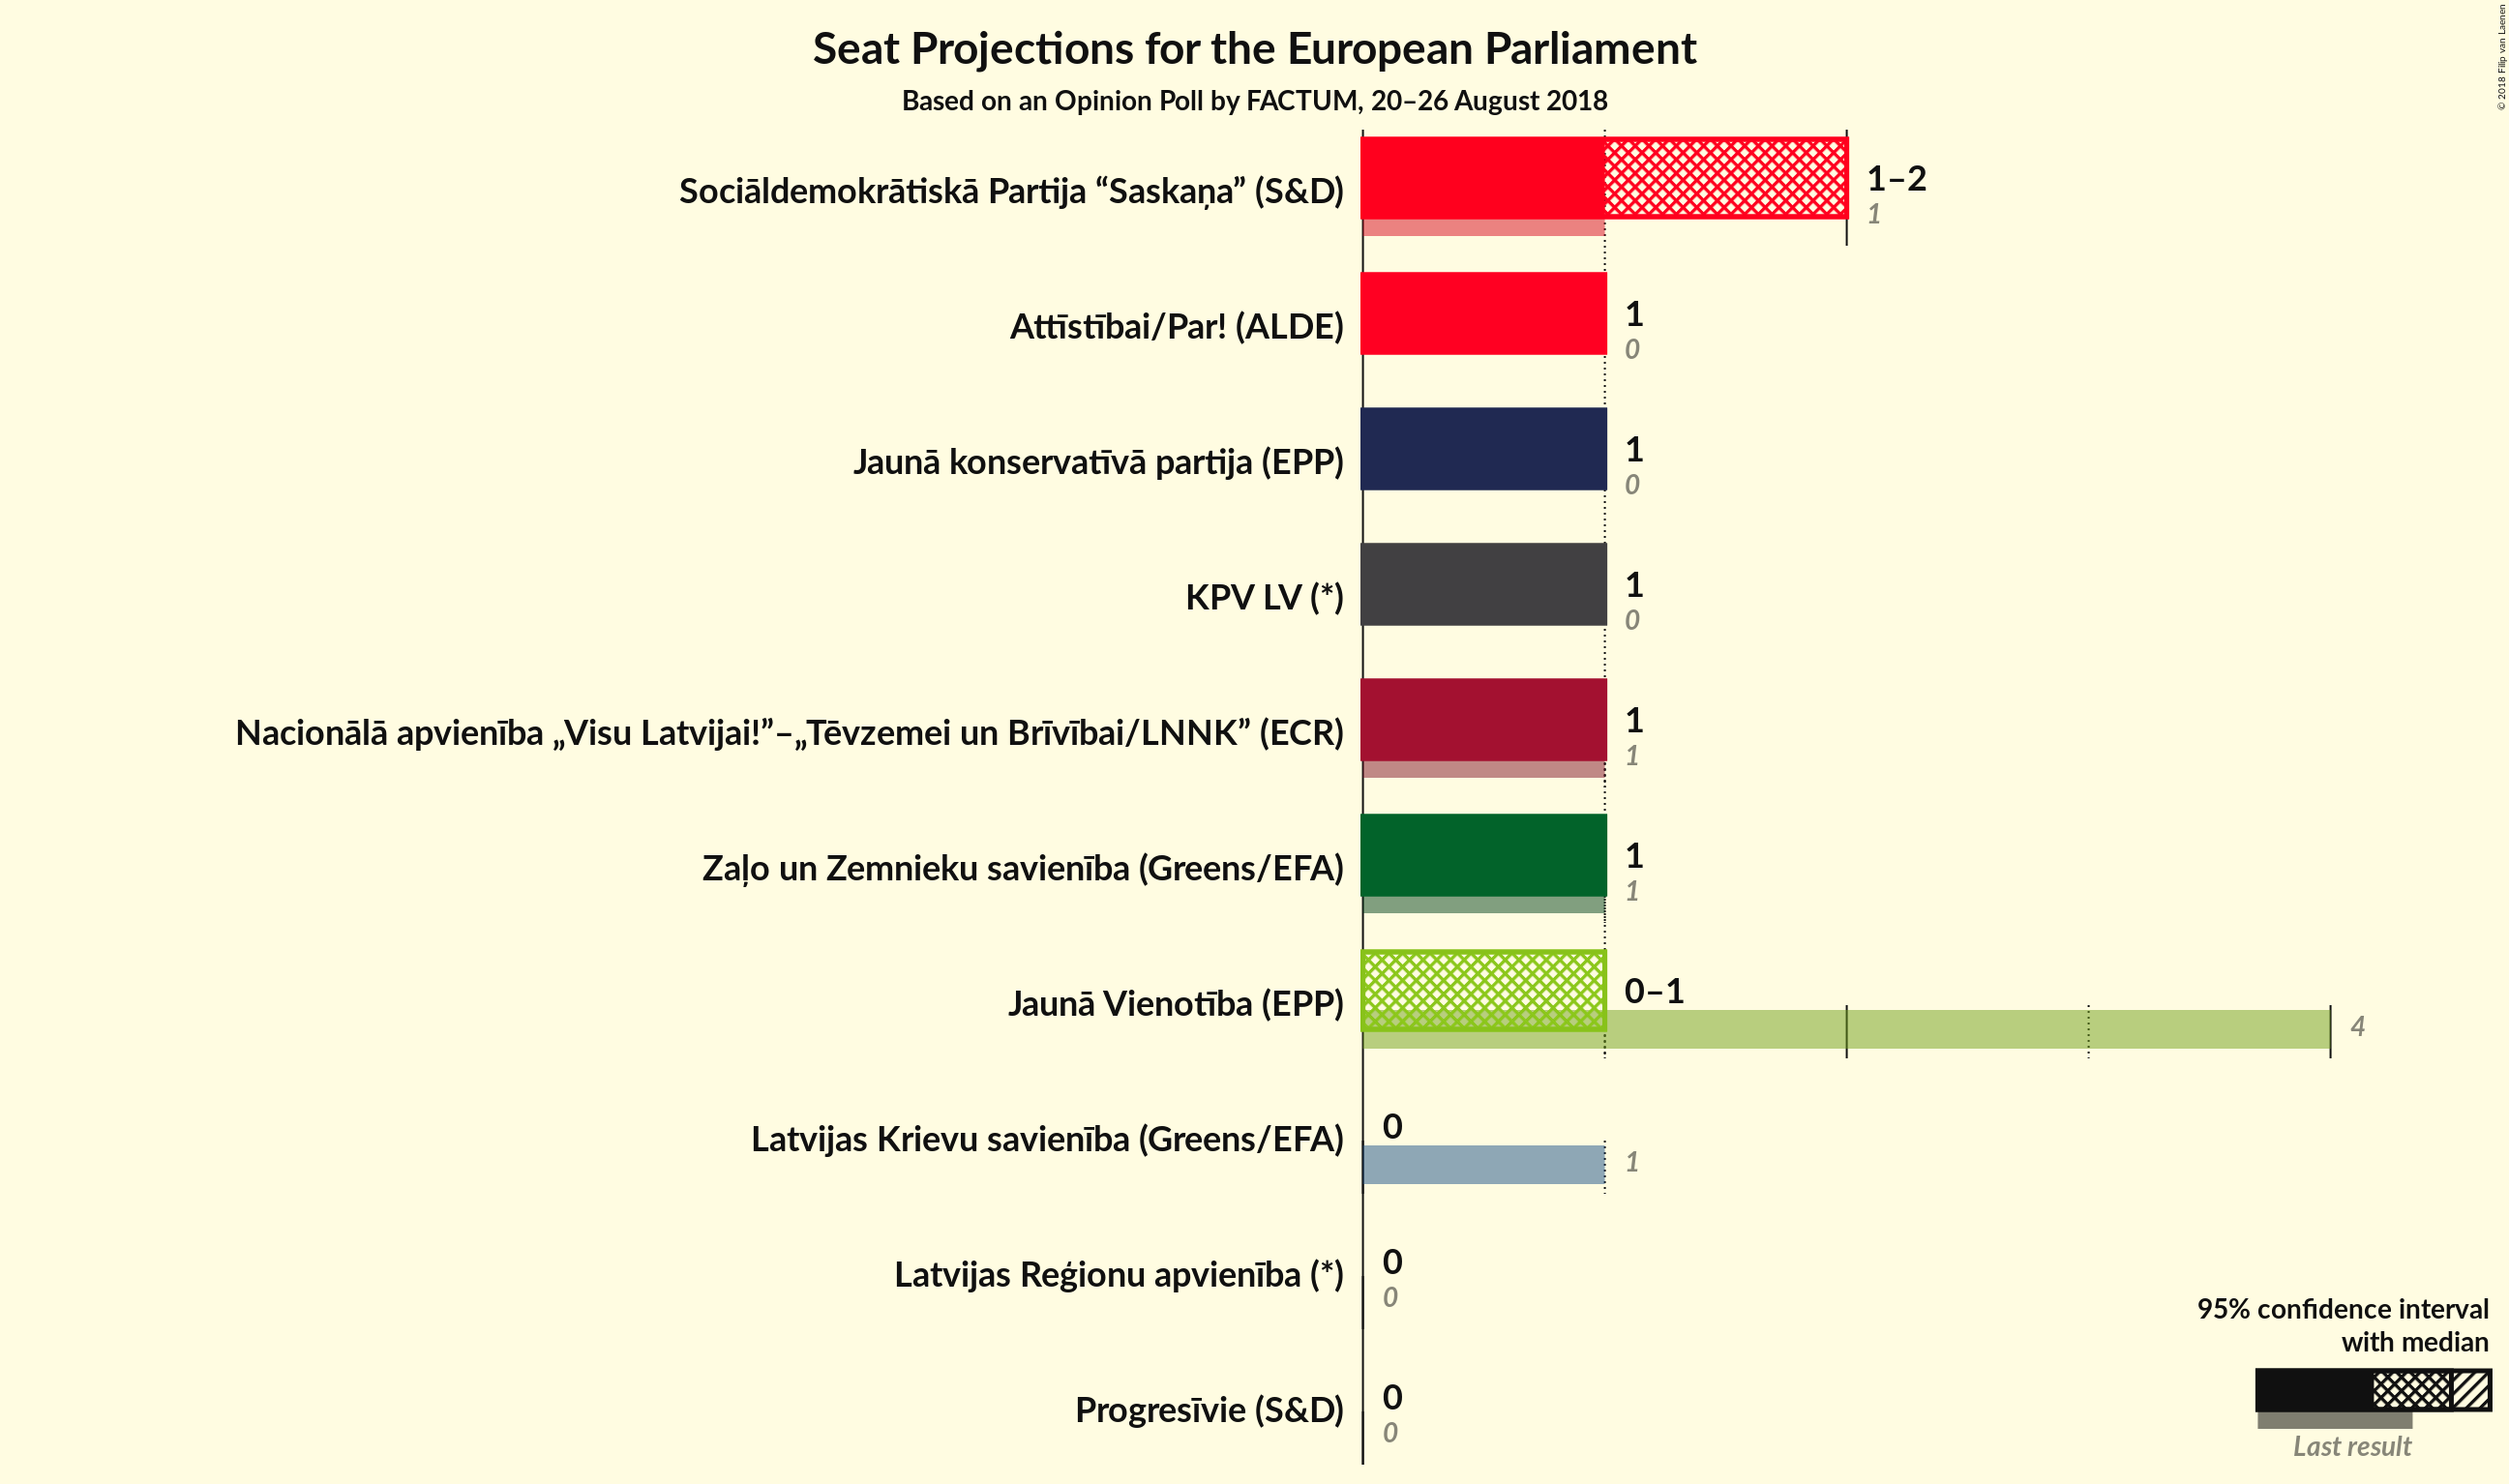 Seat Projections for the European Parliament
Based on an Opinion Poll by FACTUM, 20–26 August 2018
© 2018 Filip van Laenen
Sociāldemokrātiskā Partija “Saskaņa” (S&D)
1–2
1
Attīstībai/Par! (ALDE)
1
0
Jaunā konservatīvā partija (EPP)
1
0
KPV LV (*)
1
0
Nacionālā apvienība „Visu Latvijai!”–„Tēvzemei un Brīvībai/LNNK” (ECR)
1
1
Zaļo un Zemnieku savienība (Greens/EFA)
1
1
Jaunā Vienotība (EPP)
0–1
4
Latvijas Krievu savienība (Greens/EFA)
0
1
Latvijas Reģionu apvienība (*)
0
0
Progresīvie (S&D)
0
0
95% confidence interval
with median
Last result